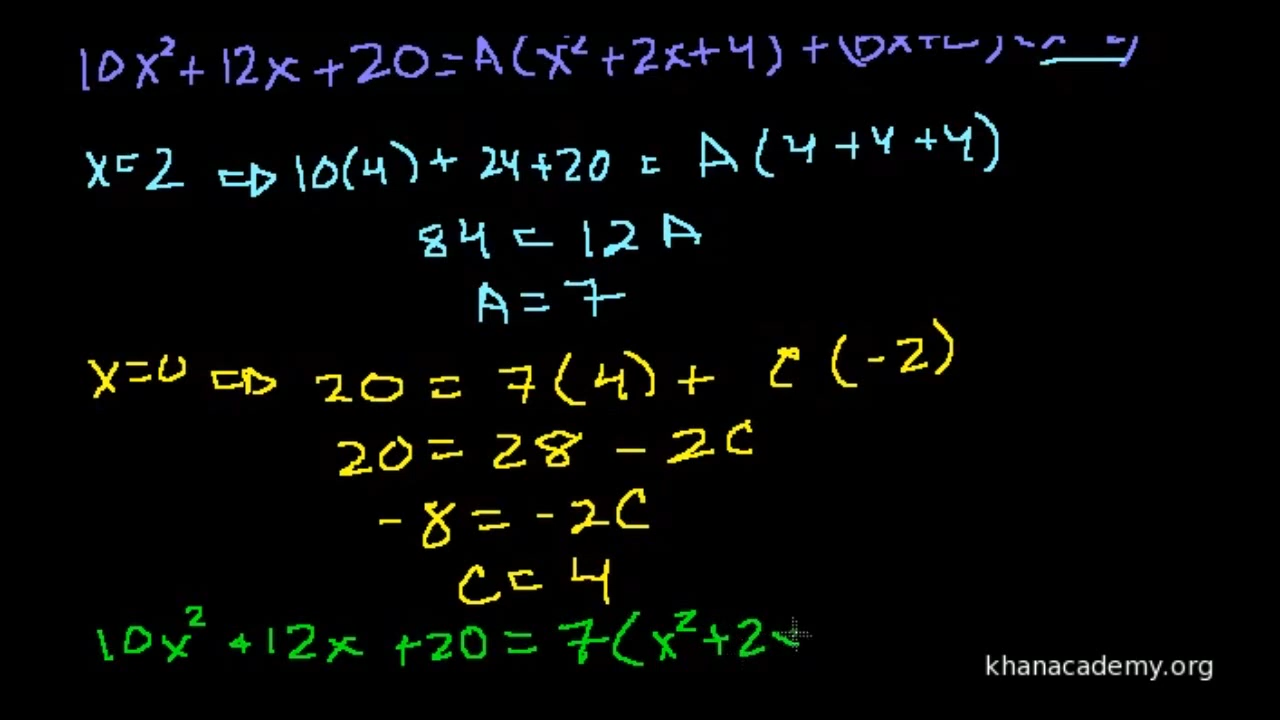 10x² + 12x + 20 = A(x² + 2x + 4) +
x=2 ⇒ 10(4) + 24+20 = A(4+4+4)
84 = 12A
A = 7
x=0 ⇒ 20 = 7(4) + C(-2)
20 = 28 - 2C
-8 = -2C
C = 4
10x² + 12x + 20 = 7(x² + 2x
khanacademy.org